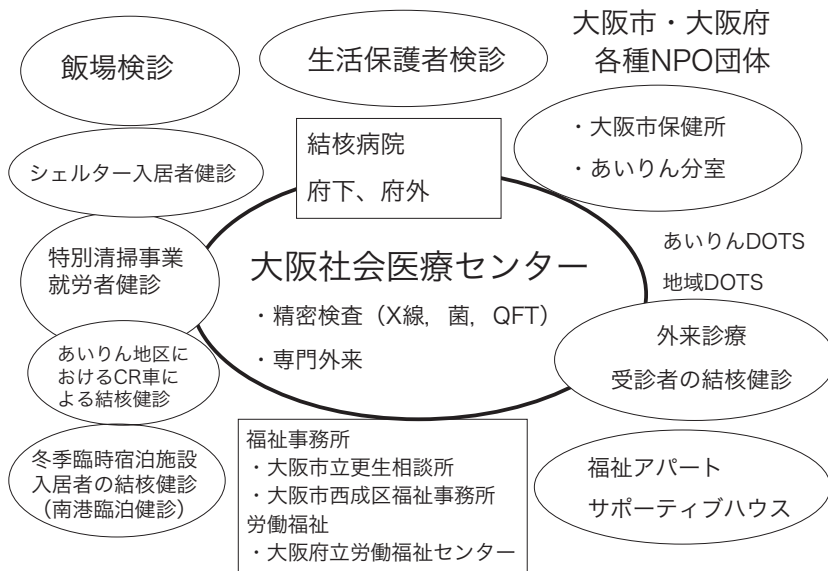 飯場検診
生活保護者検診
大阪市・大阪府
各種NPO団体
・大阪市保健所
・あいりん分室
結核病院
府下、府外
シェルター入居者健診
特別清掃事業
就労者健診
大阪社会医療センター
・精密検査（X線，菌，QFT）
・専門外来
あいりんDOTS
地域DOTS
外来診療
受診者の結核健診
あいりん地区に
おけるCR車に
よる結核健診
冬季臨時宿泊施設
入居者の結核健診
（南港臨泊健診）
福祉事務所
・大阪市立更生相談所
・大阪市西成区福祉事務所
労働福祉
・大阪府立労働福祉センター
福祉アパート
サポーティブハウス